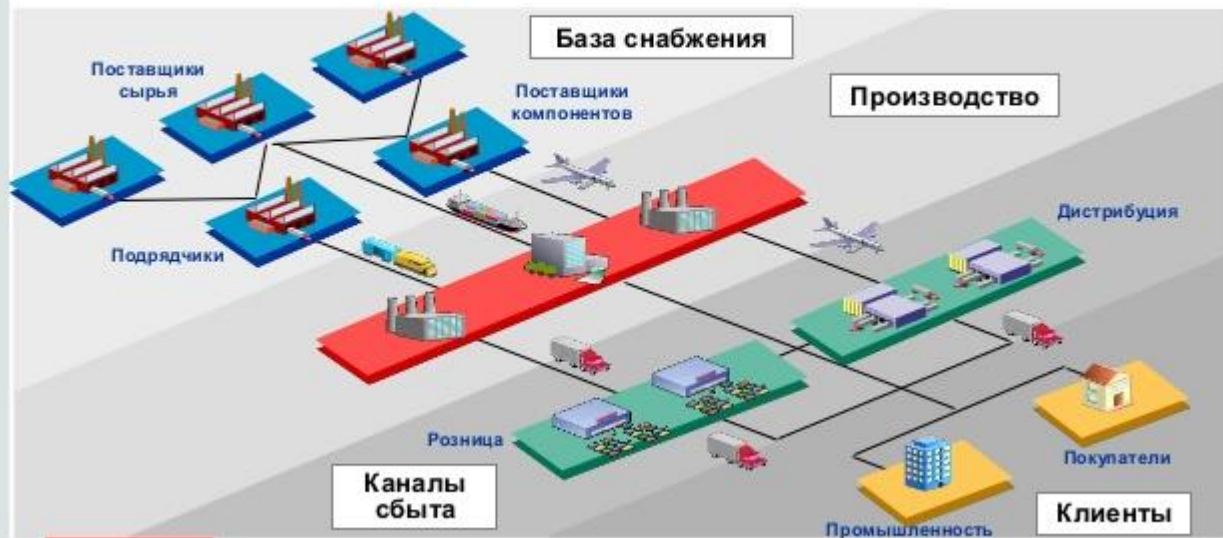 База снабжения
Поставщики
сырья
Поставщики
компонентов
Производство
Дистрибуция
Подрядчики
Розница
Каналы
сбыта
Покупатели
Промышленность
Клиенты